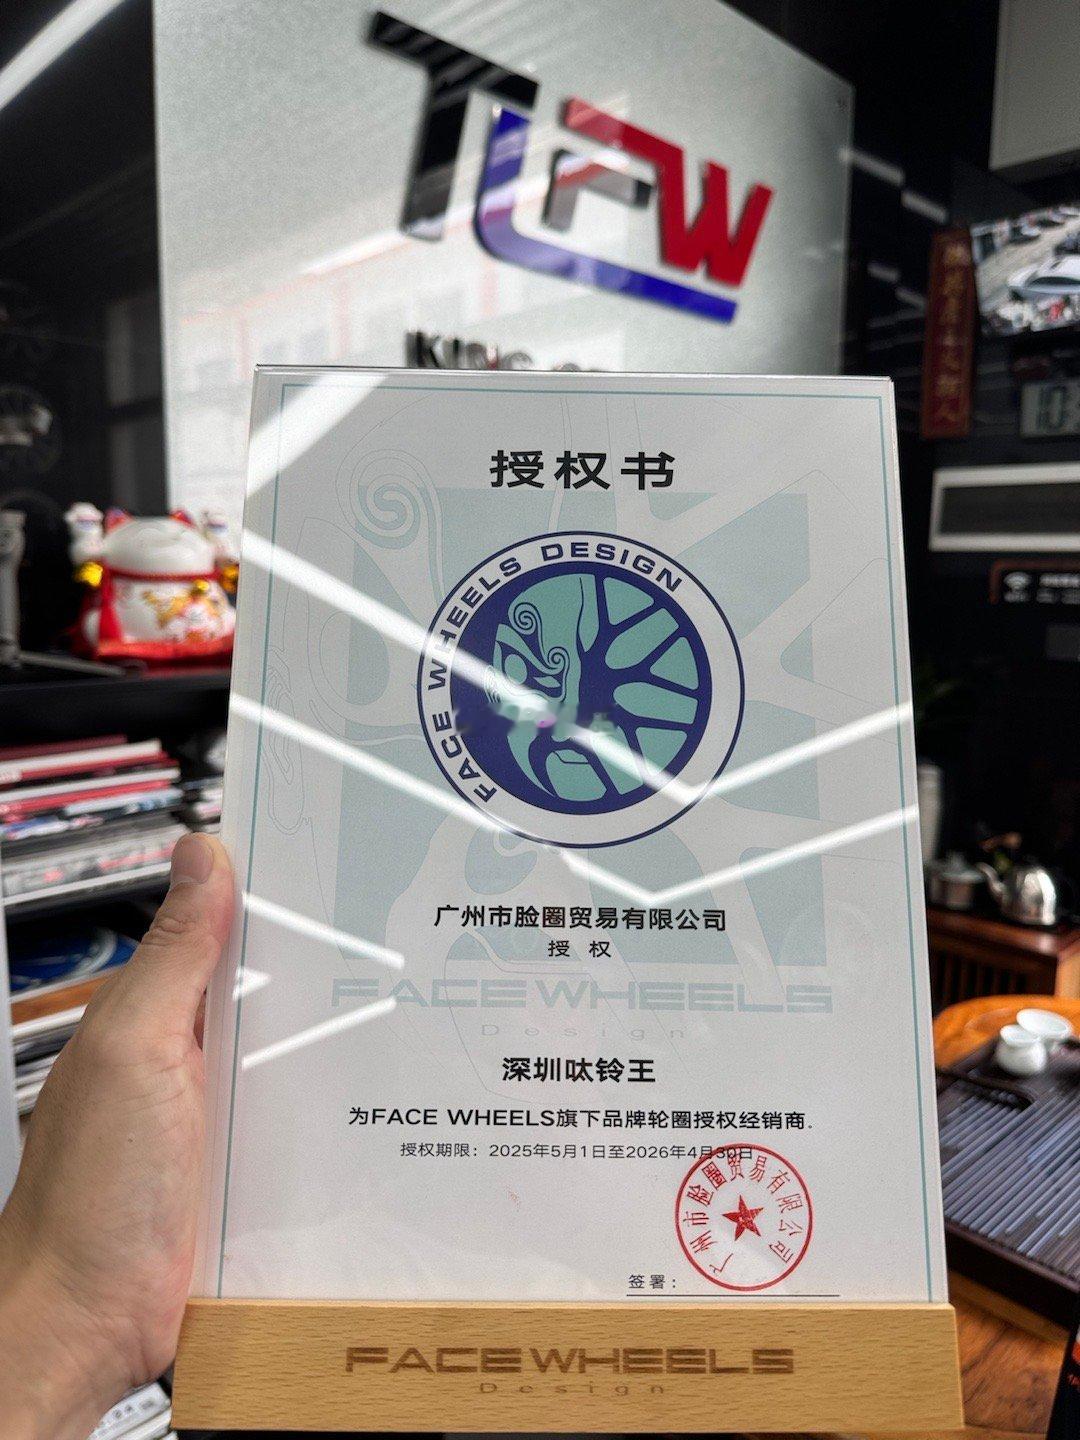 TLFW
KING
授权书
FACE WHEELS DESIGN
广州市脸圈贸易有限公司
授 权
FACE WHEELS
Design
深圳呔铃王
为FACE WHEELS旗下品牌轮圈授权经销商。
授权期限：2025年5月1日至2026年4月30日
广州市脸圈贸易有限公司
签署：
FACE WHEELS
Design